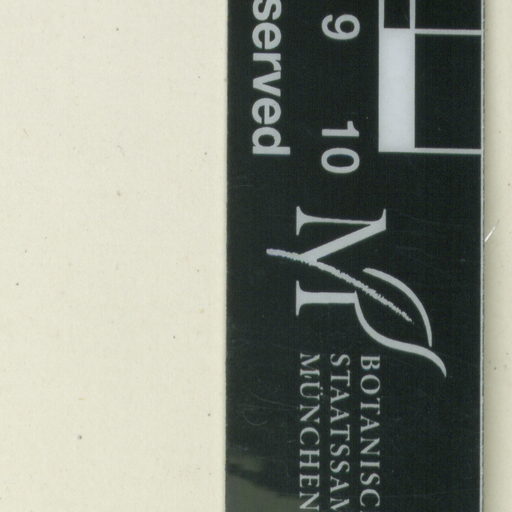 served
9 10
M
BOTANISC
STAATSSAM
MÜNCHEN